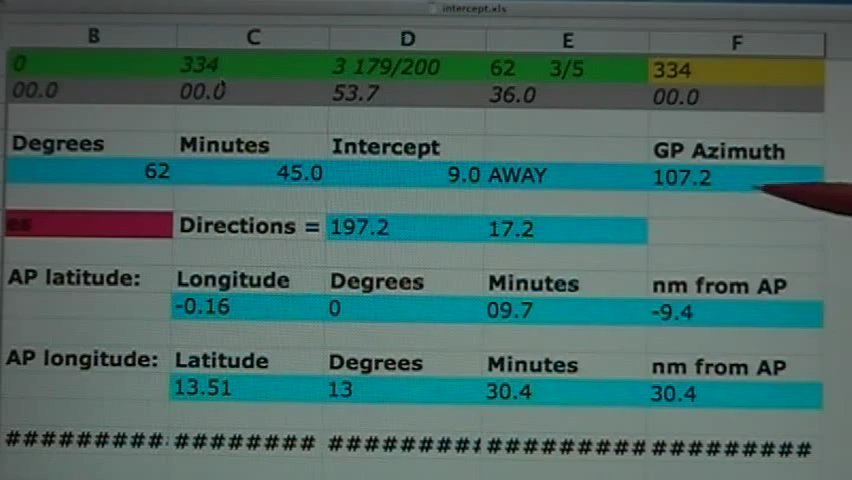 intercept.xls
B C D E F
0 334 3 179/200 62 3/5 334
00.0 00.0 53.7 36.0 00.0
Degrees Minutes Intercept GP Azimuth
62 45.0 9.0 AWAY 107.2
es Directions = 197.2 17.2
AP latitude: Longitude Degrees Minutes nm from AP
-0.16 0 09.7 -9.4
AP longitude: Latitude Degrees Minutes nm from AP
13.51 13 30.4 30.4